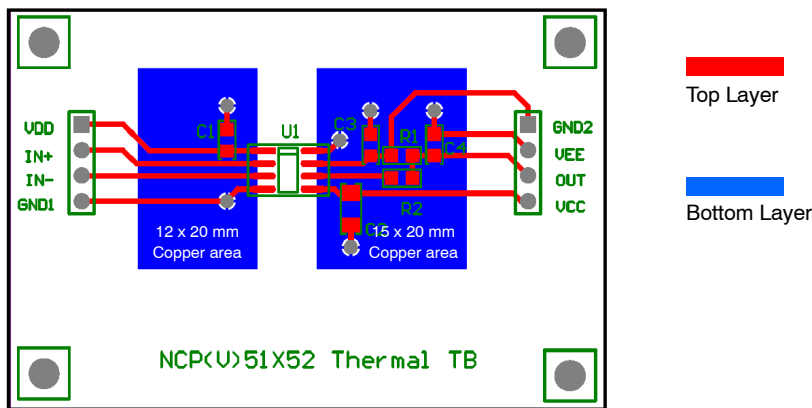 VDD
IN+
IN-
GND1
C1
U1
C3
R1
C4
R2
C2
GND2
VEE
OUT
VCC
12 x 20 mm
Copper area
15 x 20 mm
Copper area
NCP(V)51X52 Thermal TB
Top Layer
Bottom Layer